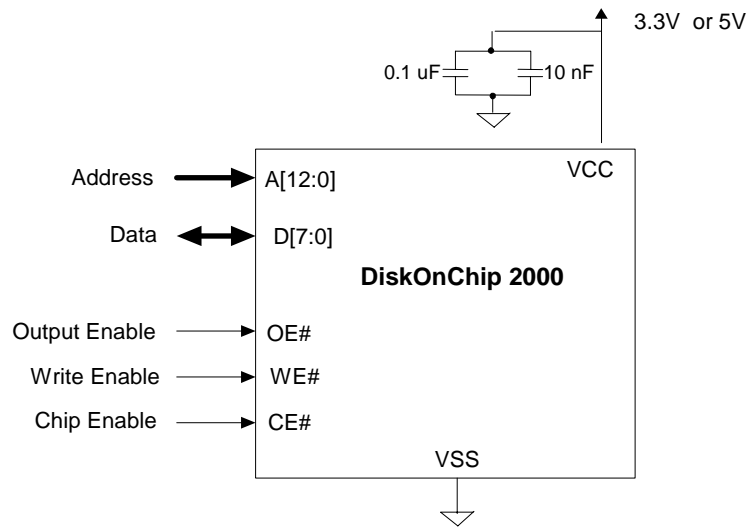 3.3V or 5V
0.1 uF
10 nF
VCC
Address
A[12:0]
Data
D[7:0]
DiskOnChip 2000
Output Enable
OE#
Write Enable
WE#
Chip Enable
CE#
VSS